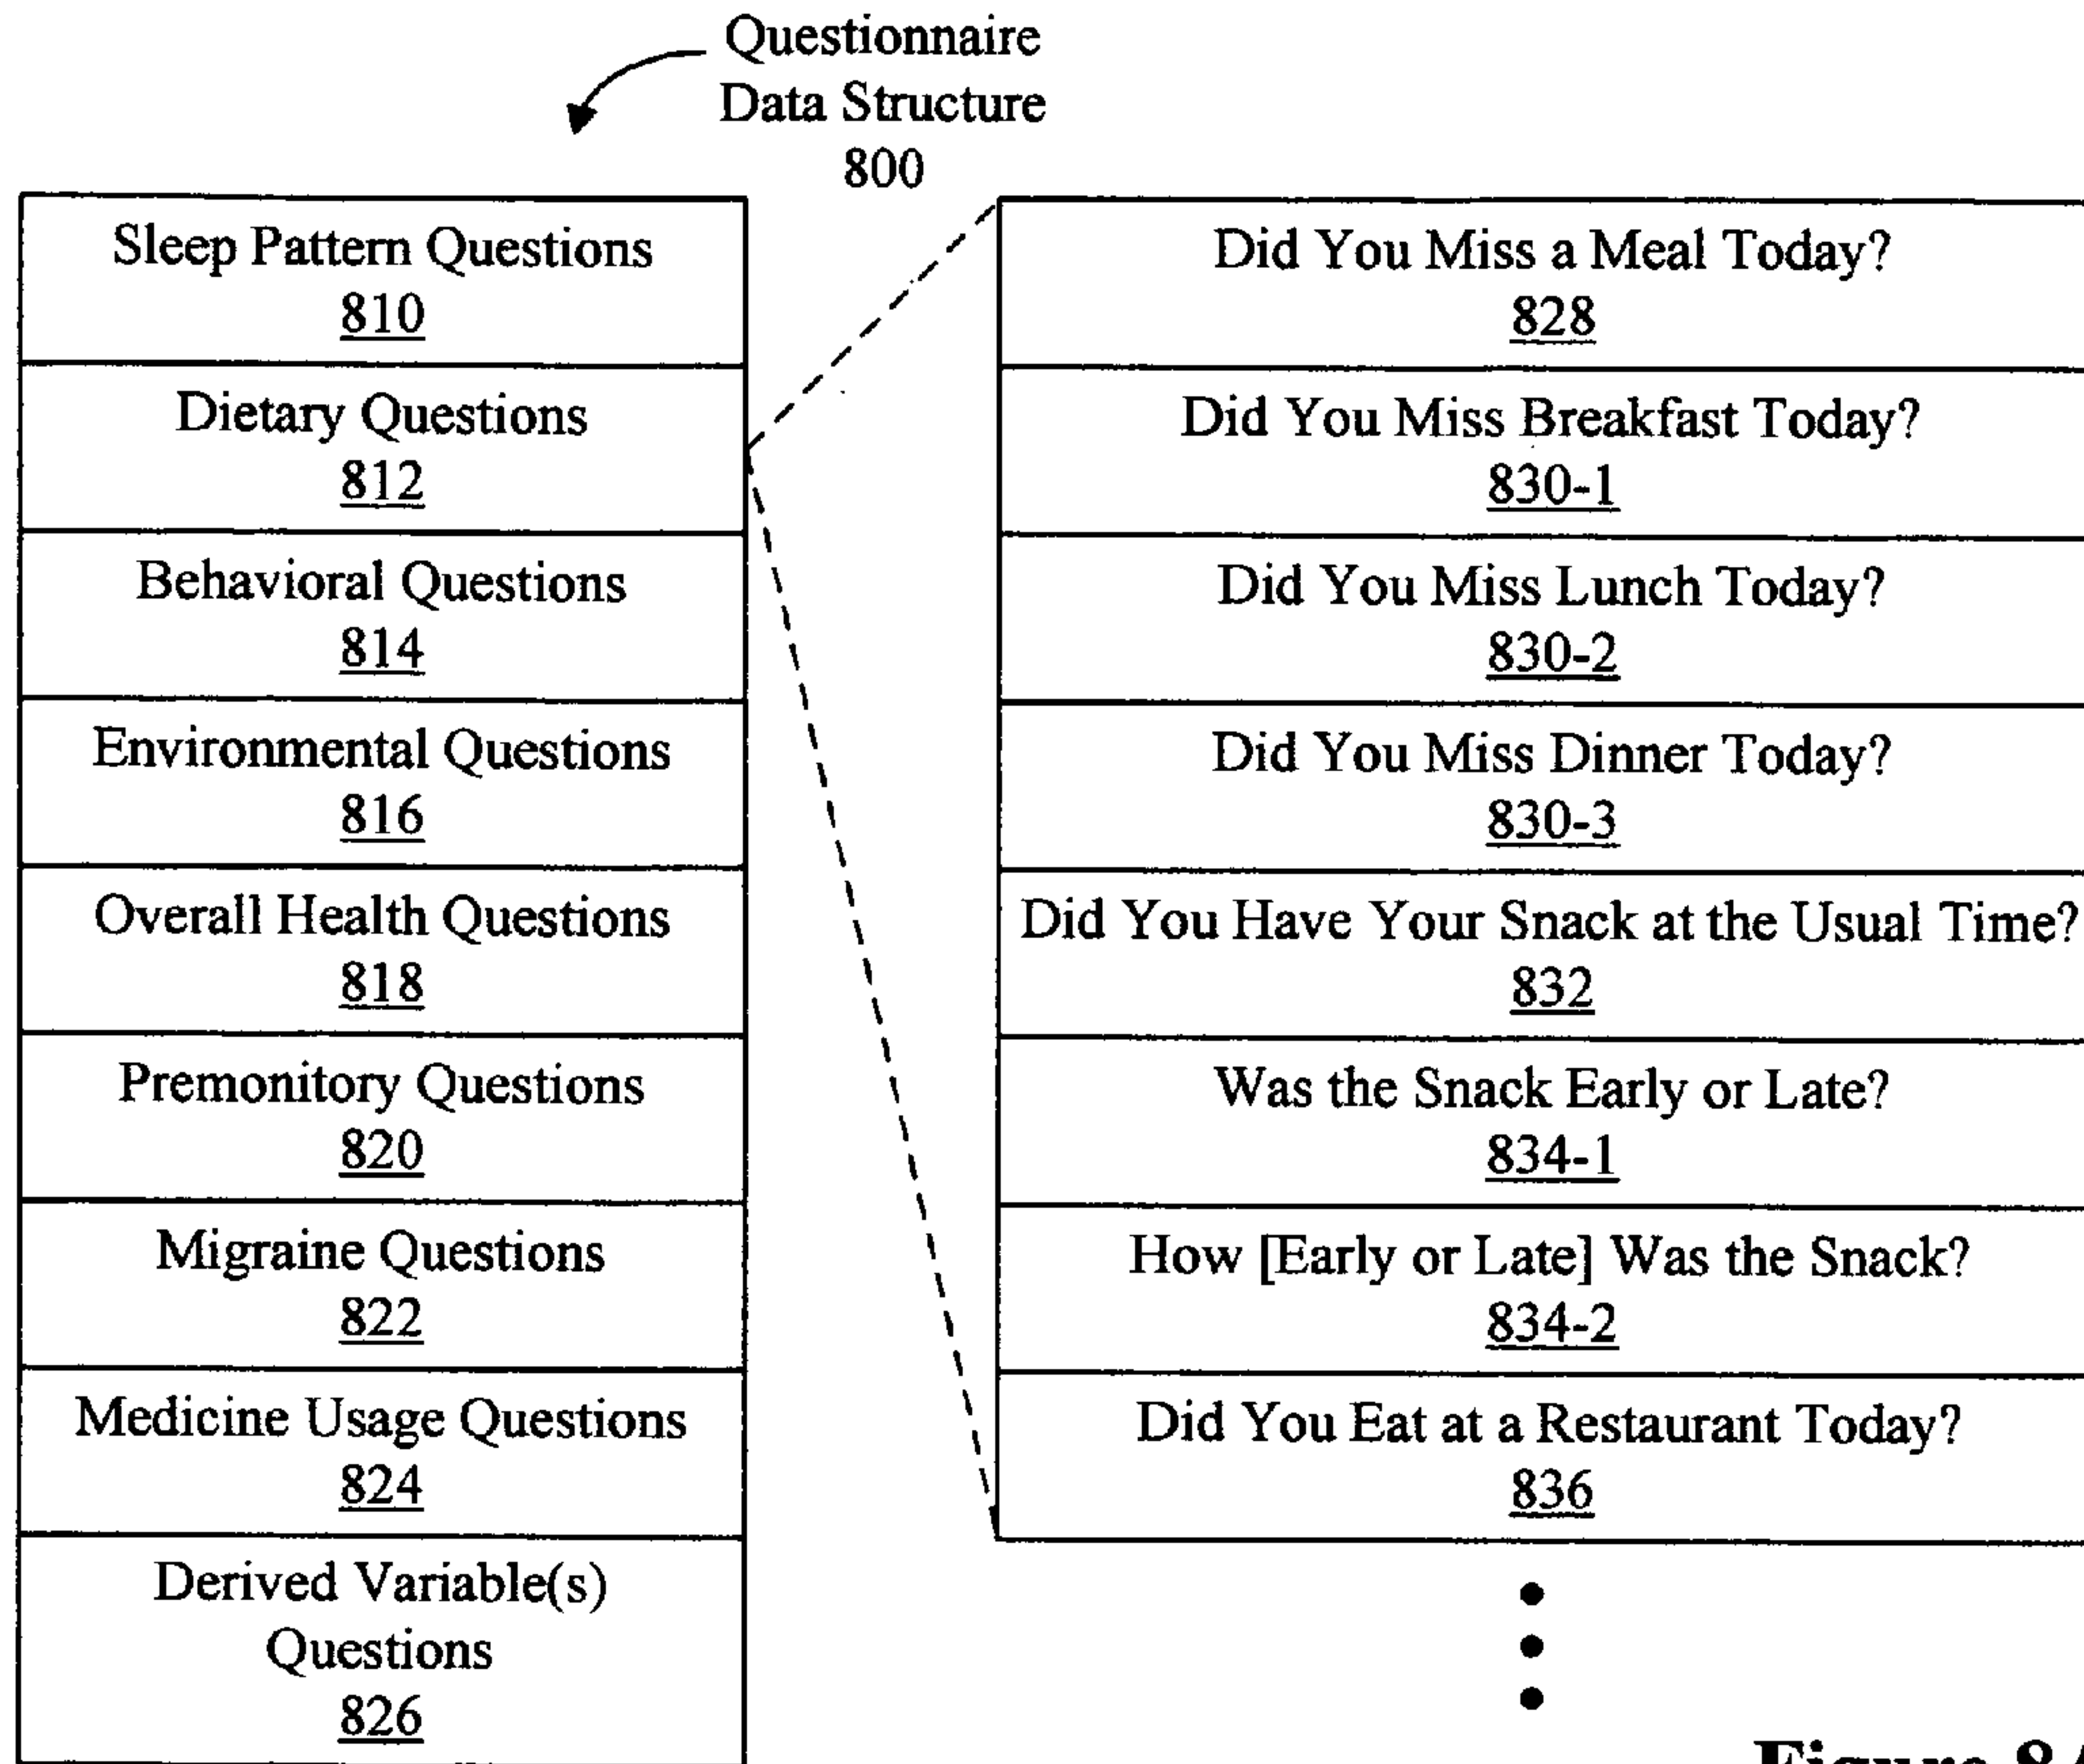 Questionnaire
Data Structure
800
Sleep Pattern Questions
810
Dietary Questions
812
Behavioral Questions
814
Environmental Questions
816
Overall Health Questions
818
Premonitory Questions
820
Migraine Questions
822
Medicine Usage Questions
824
Derived Variable(s)
Questions
826
Did You Miss a Meal Today?
828
Did You Miss Breakfast Today?
830-1
Did You Miss Lunch Today?
830-2
Did You Miss Dinner Today?
830-3
Did You Have Your Snack at the Usual Time?
832
Was the Snack Early or Late?
834-1
How [Early or Late] Was the Snack?
834-2
Did You Eat at a Restaurant Today?
836